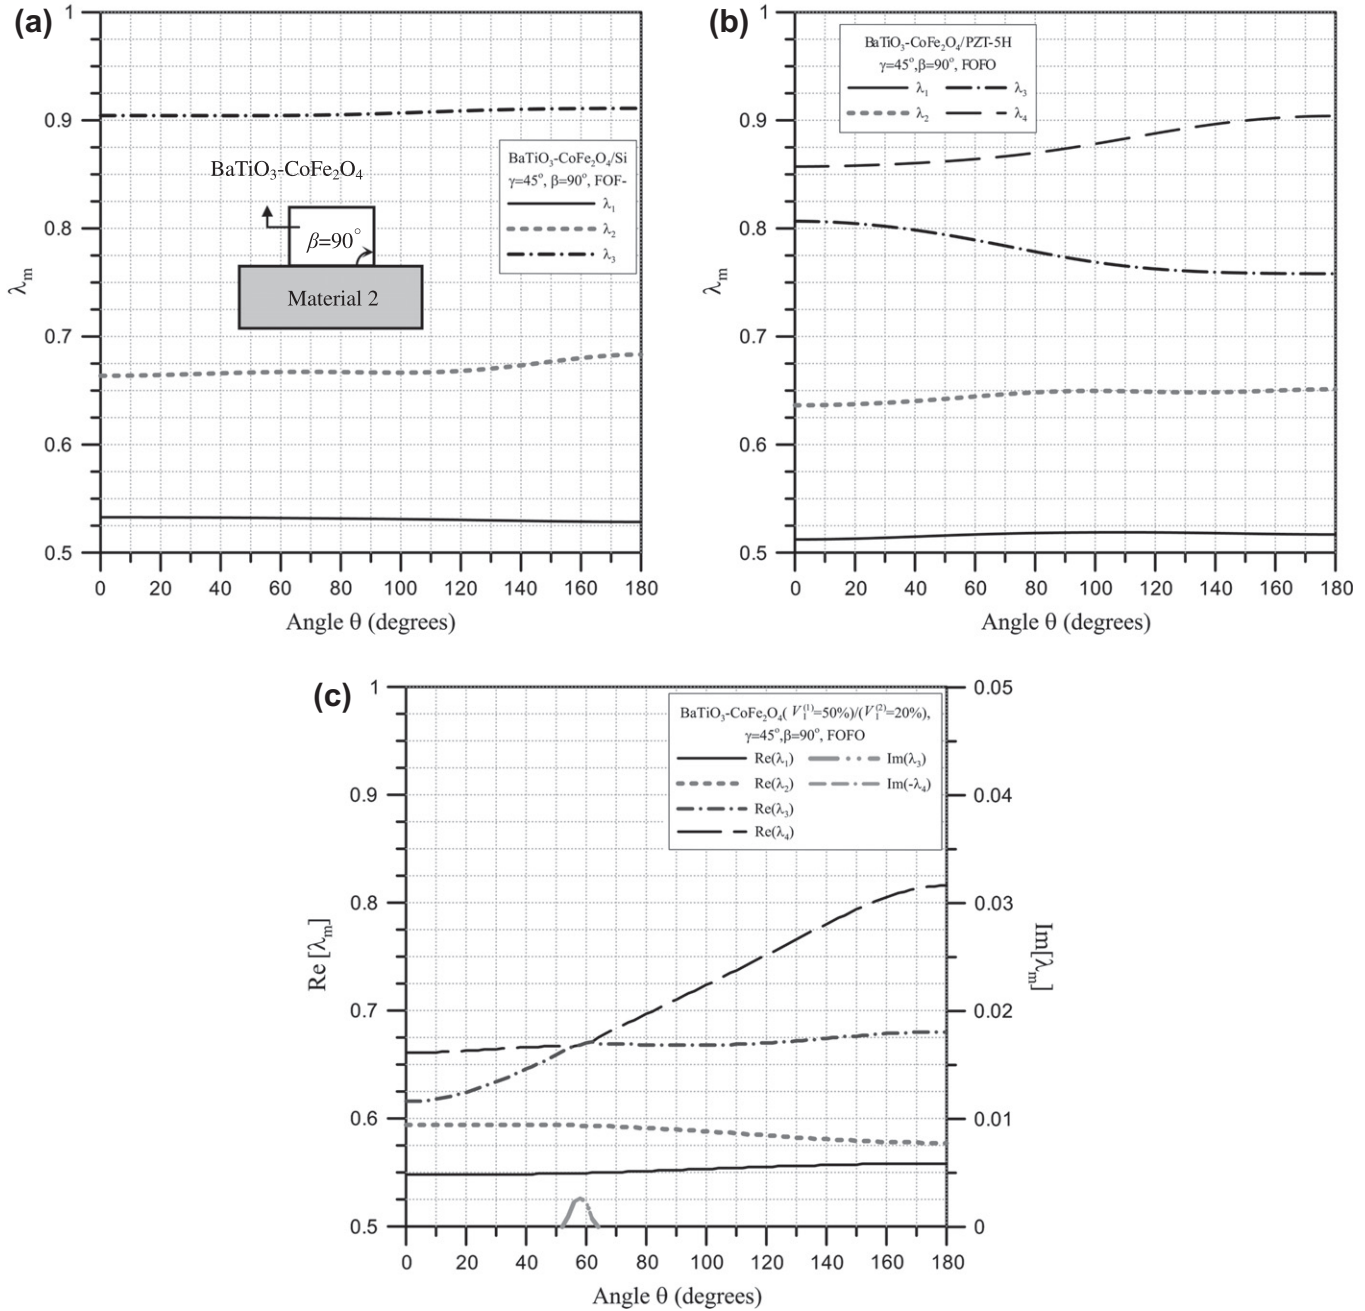 (a)
1
0.9
0.8
0.7
0.6
0.5
λm
BaTiO3-CoFe2O4
β=90°
Material 2
BaTiO3-CoFe2O4/Si
γ=45°, β=90°, FOF-
λ1
λ2
λ3
0 20 40 60 80 100 120 140 160 180
Angle θ (degrees)
(b)
1
0.9
0.8
0.7
0.6
0.5
λm
BaTiO3-CoFe2O4/PZT-5H
γ=45°,β=90°, FOFO
λ1 λ3
λ2 λ4
0 20 40 60 80 100 120 140 160 180
Angle θ (degrees)
(c)
1
0.9
0.8
0.7
0.6
0.5
Re[λm]
BaTiO3-CoFe2O4( V1(1)=50%)/(V1(2)=20%),
γ=45°,β=90°, FOFO
Re(λ1) Im(λ3)
Re(λ2) Im(-λ4)
Re(λ3)
Re(λ4)
0.05
0.04
0.03
0.02
0.01
0
Im[λm]
0 20 40 60 80 100 120 140 160 180
Angle θ (degrees)